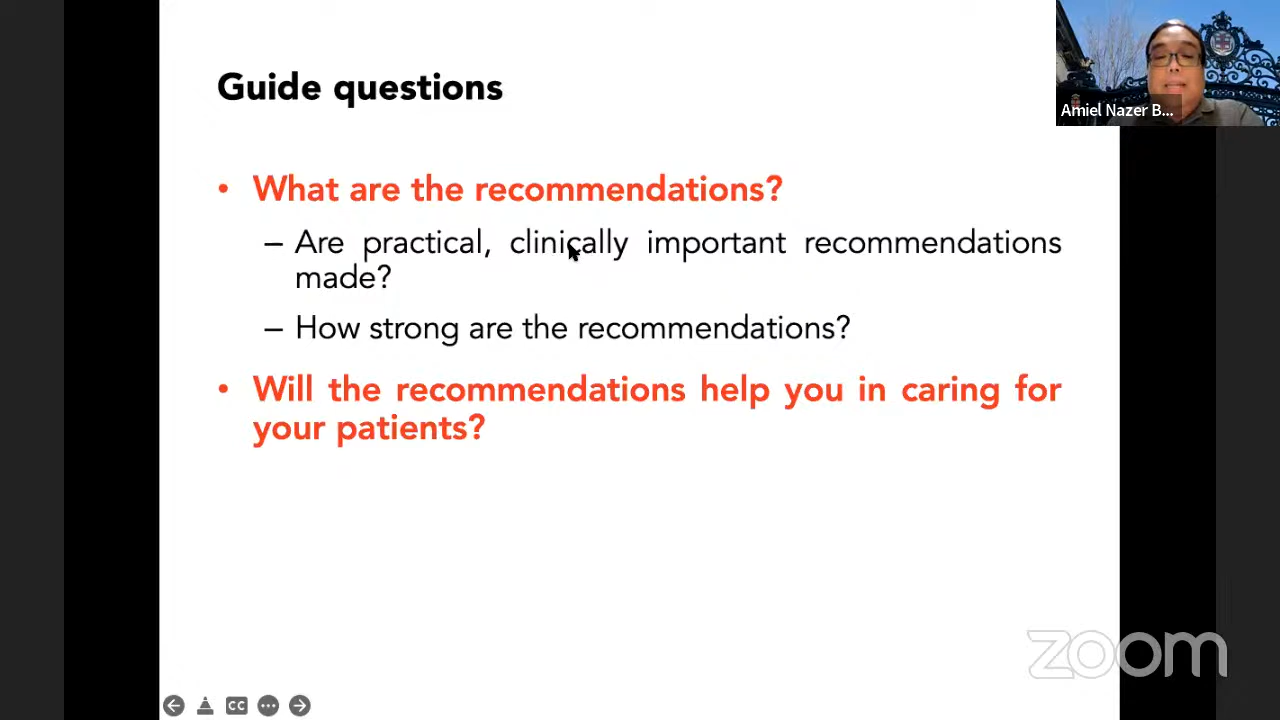 Guide questions
Amiel Nazer B...
• What are the recommendations?
– Are practical, clinically important recommendations
made?
– How strong are the recommendations?
• Will the recommendations help you in caring for
your patients?
zoom
CC